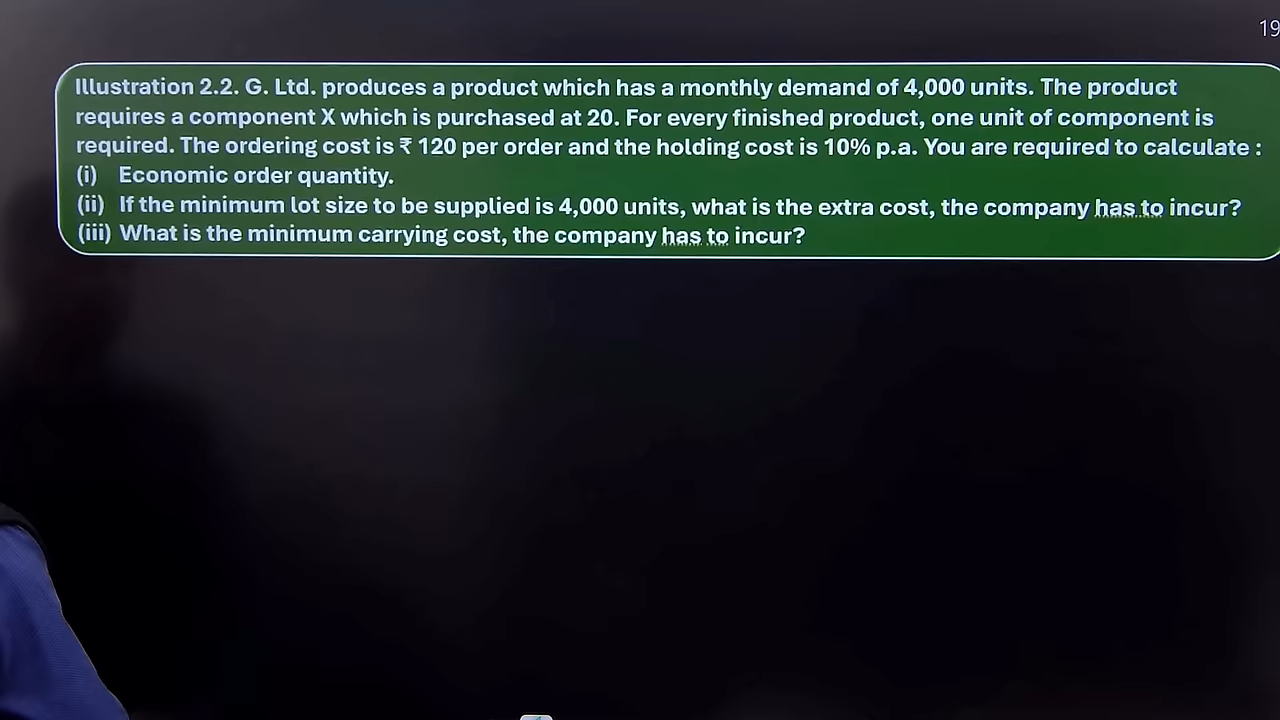 19
Illustration 2.2. G. Ltd. produces a product which has a monthly demand of 4,000 units. The product
requires a component X which is purchased at 20. For every finished product, one unit of component is
required. The ordering cost is ₹ 120 per order and the holding cost is 10% p.a. You are required to calculate :
(i) Economic order quantity.
(ii) If the minimum lot size to be supplied is 4,000 units, what is the extra cost, the company has to incur?
(iii) What is the minimum carrying cost, the company has to incur?